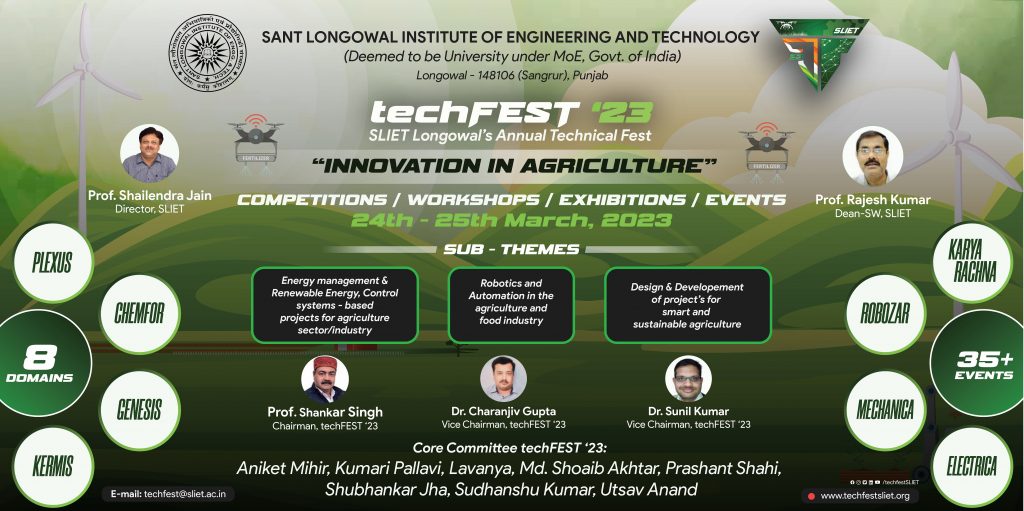 SANT LONGOWAL INSTITUTE OF ENGINEERING AND TECHNOLOGY
(Deemed to be University under MoE, Govt. of India)
Longowal - 148106 (Sangrur), Punjab
SLIET
techFEST ‘23
SLIET Longowal’s Annual Technical Fest
“INNOVATION IN AGRICULTURE”
FERTILIZER
FERTILIZER
COMPETITIONS / WORKSHOPS / EXHIBITIONS / EVENTS
24th - 25th March, 2023
Prof. Shailendra Jain
Director, SLIET
Prof. Rajesh Kumar
Dean-SW, SLIET
SUB - THEMES
Energy management &
Renewable Energy, Control
systems - based
projects for agriculture
sector/industry
Robotics and
Automation in the
agriculture and
food industry
Design & Developement
of project’s for
smart and
sustainable agriculture
PLEXUS
CHEMFOR
8
DOMAINS
GENESIS
KERMIS
KARYA
RACHNA
ROBOZAR
35+
EVENTS
MECHANICA
ELECTRICA
Prof. Shankar Singh
Chairman, techFEST ‘23
Dr. Charanjiv Gupta
Vice Chairman, techFEST ‘23
Dr. Sunil Kumar
Vice Chairman, techFEST ‘23
Core Committee techFEST ‘23:
Aniket Mihir, Kumari Pallavi, Lavanya, Md. Shoaib Akhtar, Prashant Shahi,
Shubhankar Jha, Sudhanshu Kumar, Utsav Anand
E-mail: techfest@sliet.ac.in
/techfestSLIET
www.techfestsliet.org